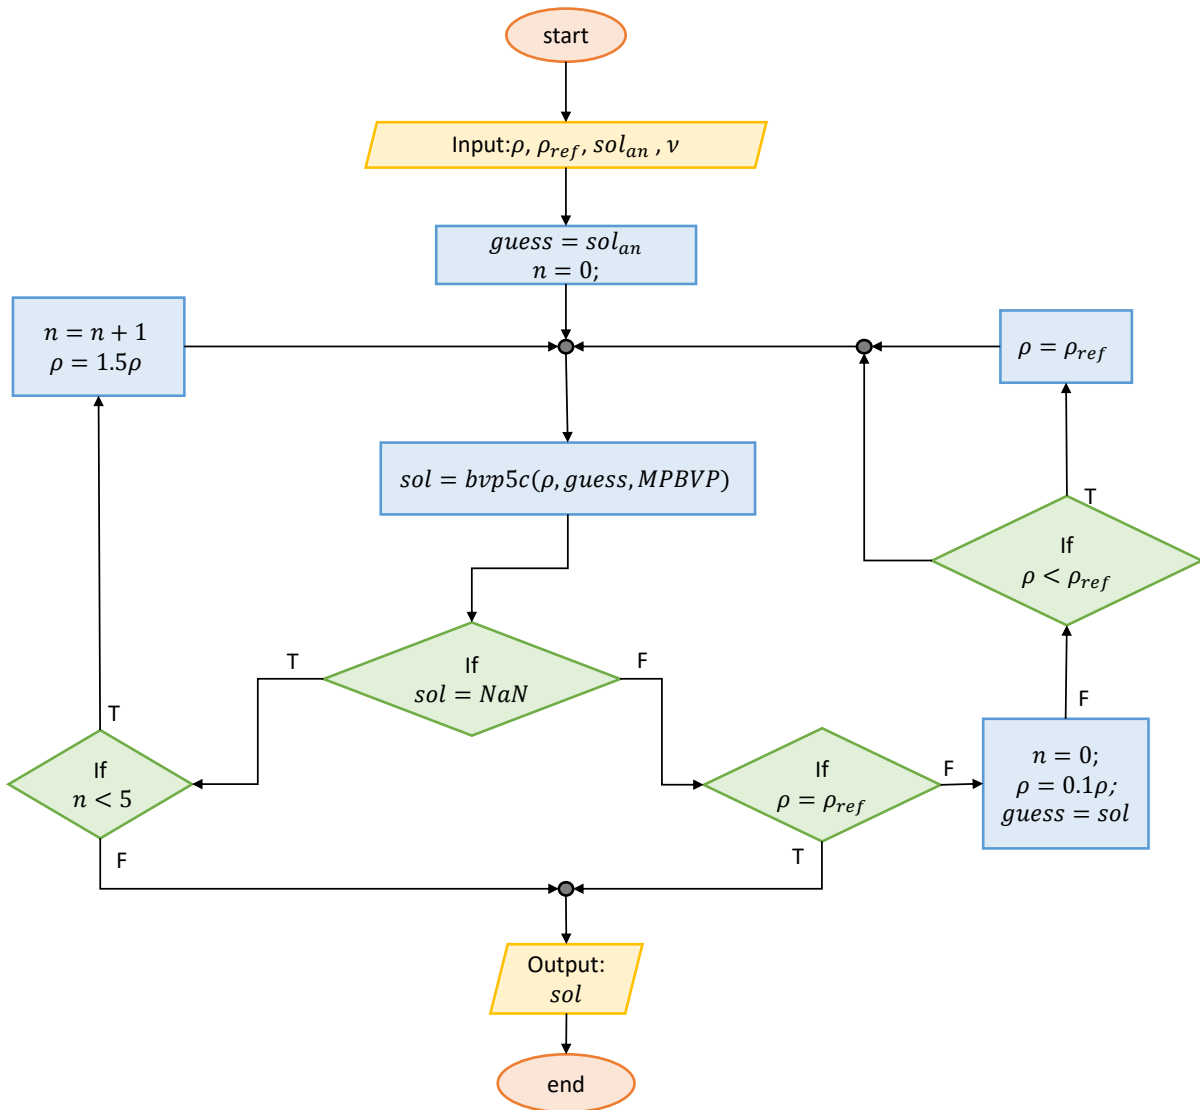 start
Input:ρ, ρ_ref, sol_an , ν
guess = sol_an
n = 0;
n = n + 1
ρ = 1.5ρ
ρ = ρ_ref
sol = bvp5c(ρ, guess, MPBVP)
T
If
ρ < ρ_ref
If
sol = NaN
T
F
F
T
If
n < 5
If
ρ = ρ_ref
F
n = 0;
ρ = 0.1ρ;
guess = sol
F
T
Output:
sol
end